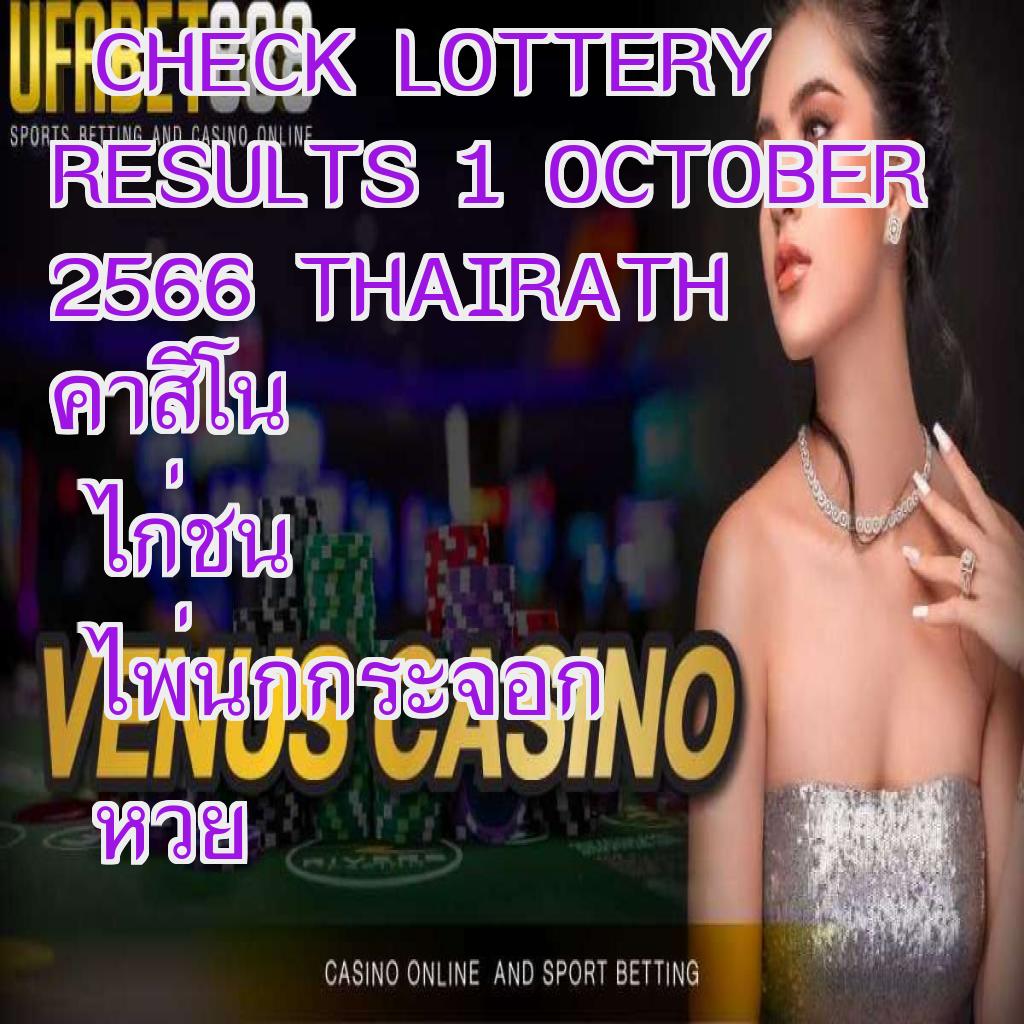 UFABET888
CHECK LOTTERY
SPORTS BETTING AND CASINO ONLINE
RESULTS 1 OCTOBER
2566 THAIRATH
คาสิโน
ไก่ชน
ไพ่นกกระจอก
VENUS CASINO
หวย
CASINO ONLINE AND SPORT BETTING